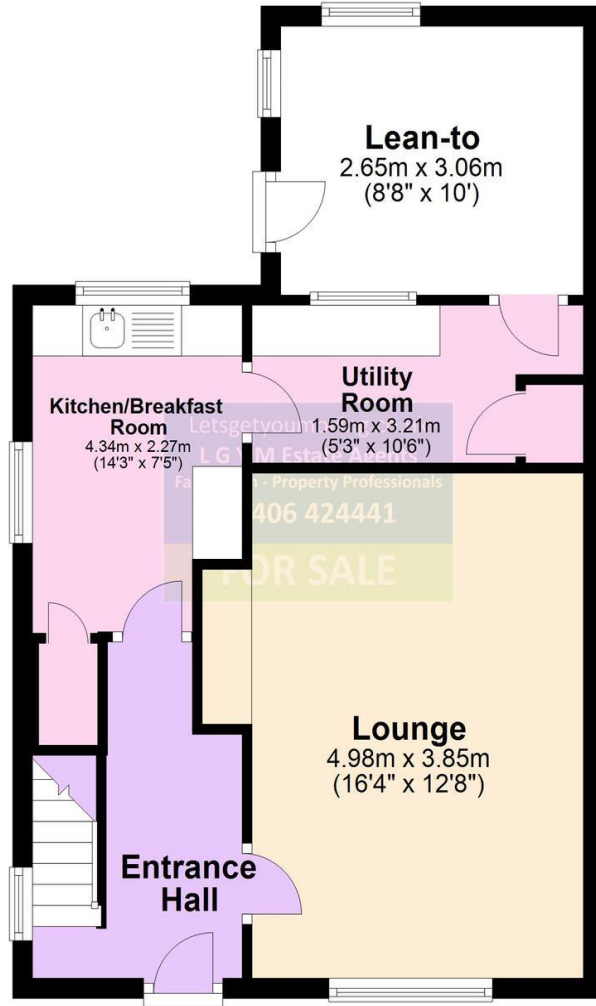 Lean-to
2.65m x 3.06m
(8'8" x 10')
Kitchen/Breakfast
Room
4.34m x 2.27m
(14'3" x 7'5")
Utility
Room
1.59m x 3.21m
(5'3" x 10'6")
L G Y M Estate Agents
- Property Professionals
406 424441
FOR SALE
Lounge
4.98m x 3.85m
(16'4" x 12'8")
Entrance
Hall